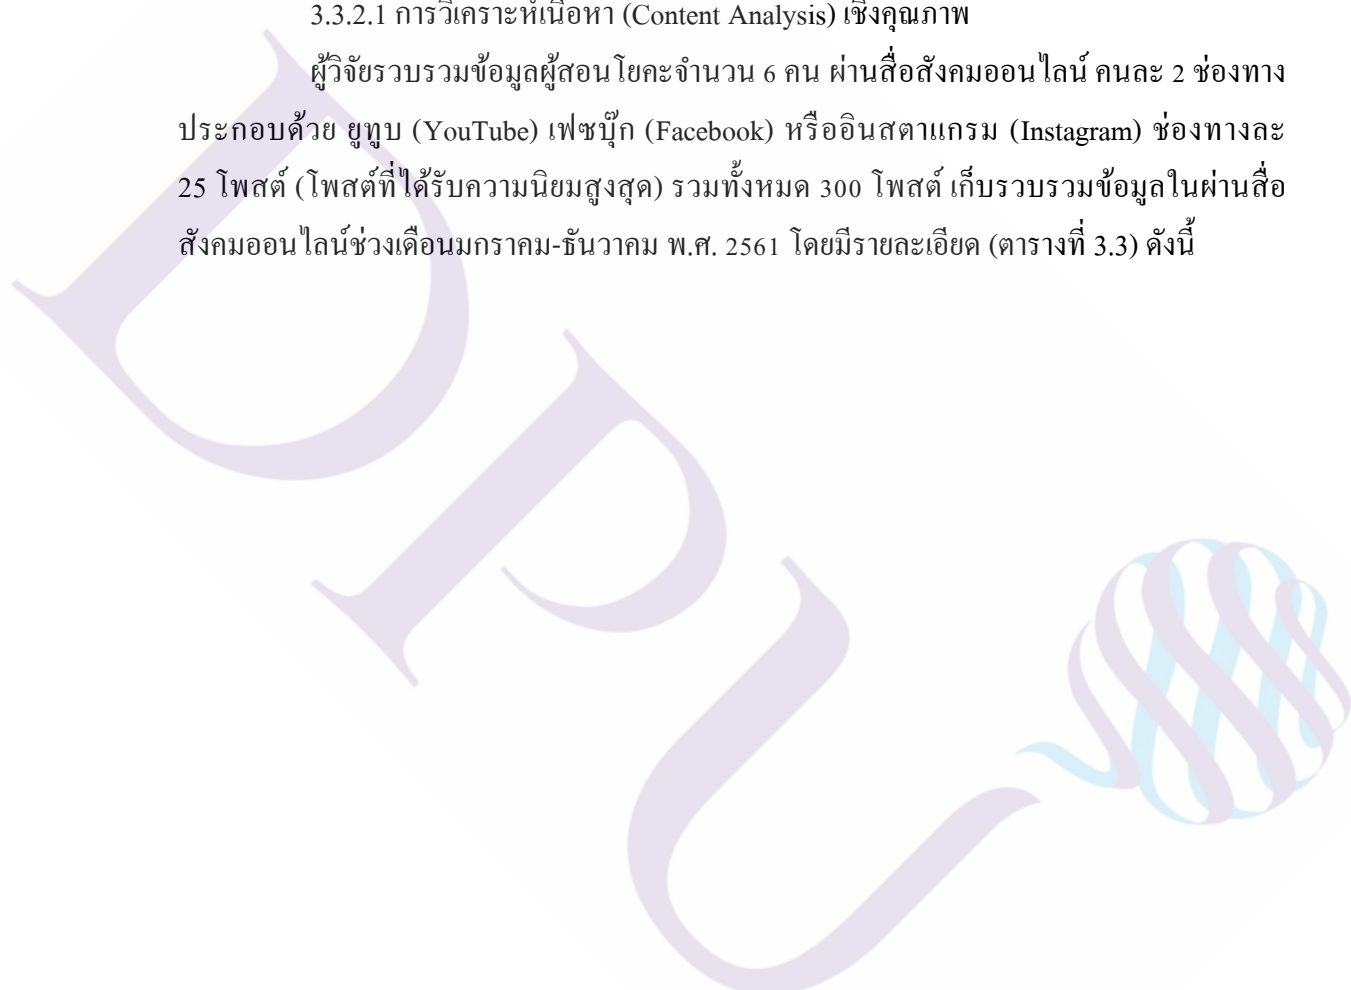 3.3.2.1 การวิเคราะห์เนื้อหา (Content Analysis) เชิงคุณภาพ
ผู้วิจัยรวบรวมข้อมูลผู้สอนโยคะจำนวน 6 คน ผ่านสื่อสังคมออนไลน์ คนละ 2 ช่องทาง
ประกอบด้วย ยูทูบ (YouTube) เฟซบุ๊ก (Facebook) หรืออินสตาแกรม (Instagram) ช่องทางละ
25 โพสต์ (โพสต์ที่ได้รับความนิยมสูงสุด) รวมทั้งหมด 300 โพสต์ เก็บรวบรวมข้อมูลในผ่านสื่อ
สังคมออนไลน์ช่วงเดือนมกราคม-ธันวาคม พ.ศ. 2561 โดยมีรายละเอียด (ตารางที่ 3.3) ดังนี้
DPU